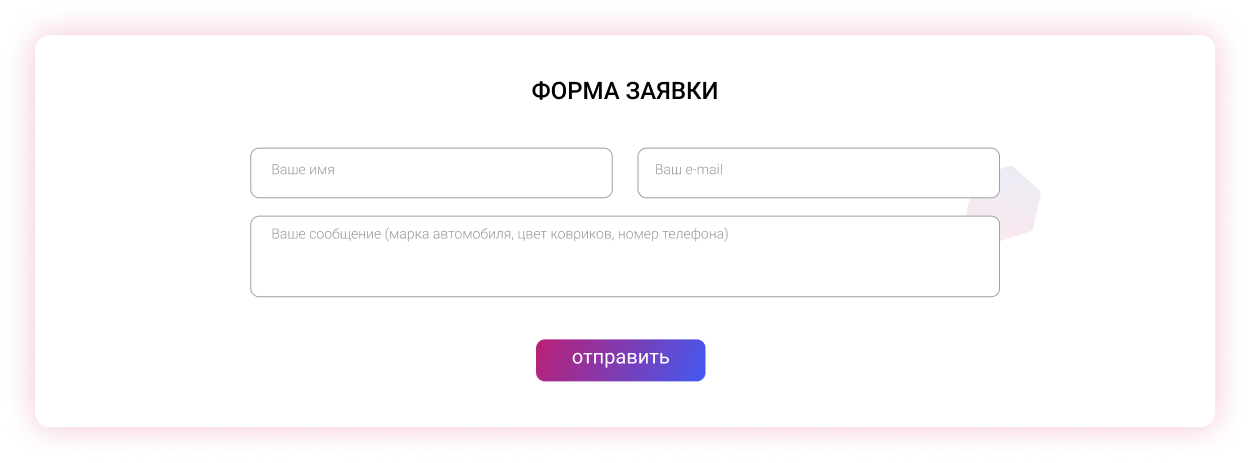 ФОРМА ЗАЯВКИ
Ваше имя
Ваш e-mail
Ваше сообщение (марка автомобиля, цвет ковриков, номер телефона)
отправить